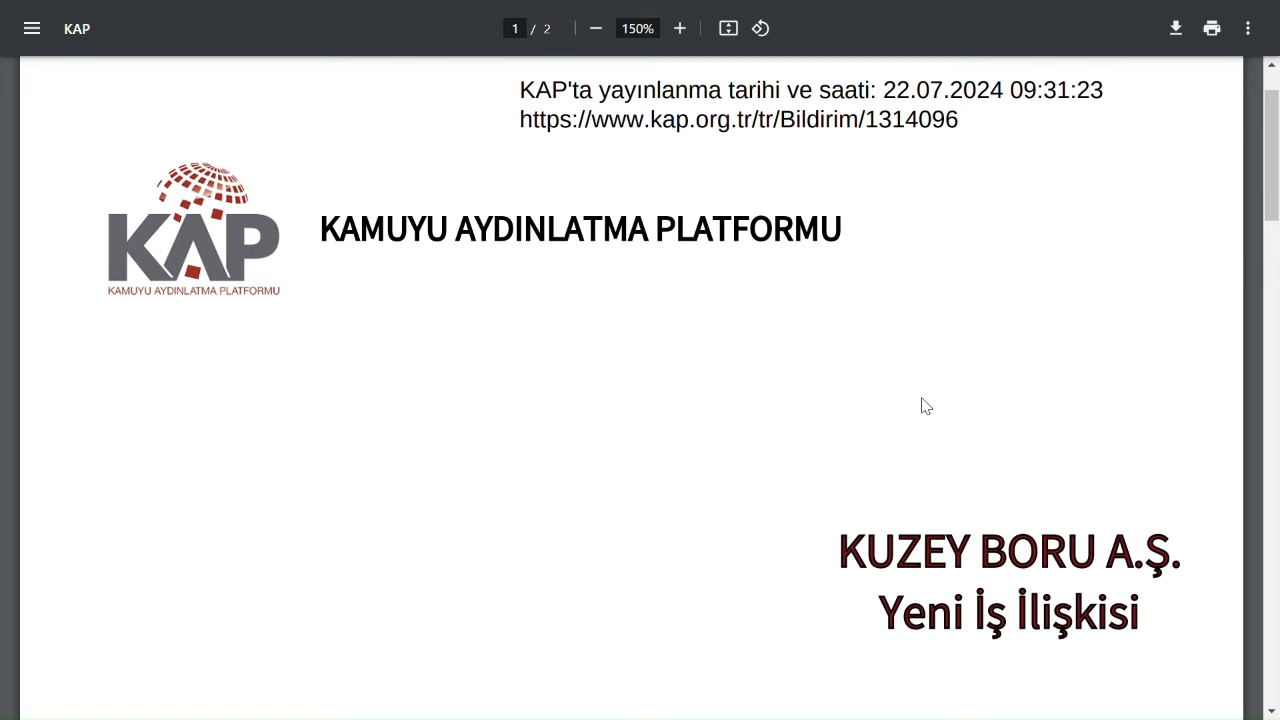 KAP
1 / 2
150%
KAP'ta yayınlanma tarihi ve saati: 22.07.2024 09:31:23
https://www.kap.org.tr/tr/Bildirim/1314096
KAP
KAMUYU AYDINLATMA PLATFORMU
KAMUYU AYDINLATMA PLATFORMU
KUZEY BORU A.Ş.
Yeni İş İlişkisi